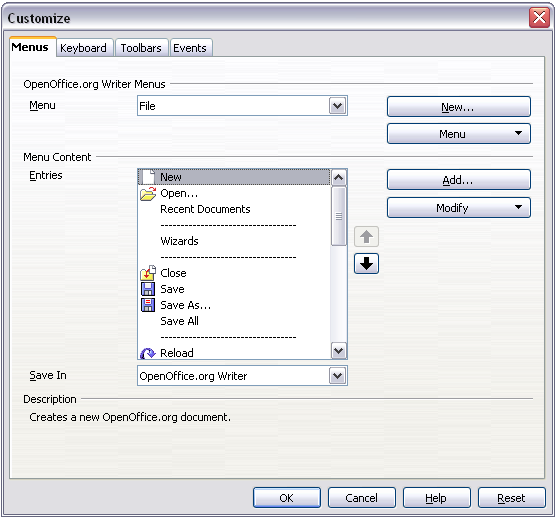 Customize
Menus Keyboard Toolbars Events
OpenOffice.org Writer Menus
Menu File New...
Menu
Menu Content
Entries New Add...
Open... Modify
Recent Documents
--------------------------------
Wizards
--------------------------------
Close
Save
Save As...
Save All
--------------------------------
Reload
Save In OpenOffice.org Writer
Description
Creates a new OpenOffice.org document.
OK Cancel Help Reset